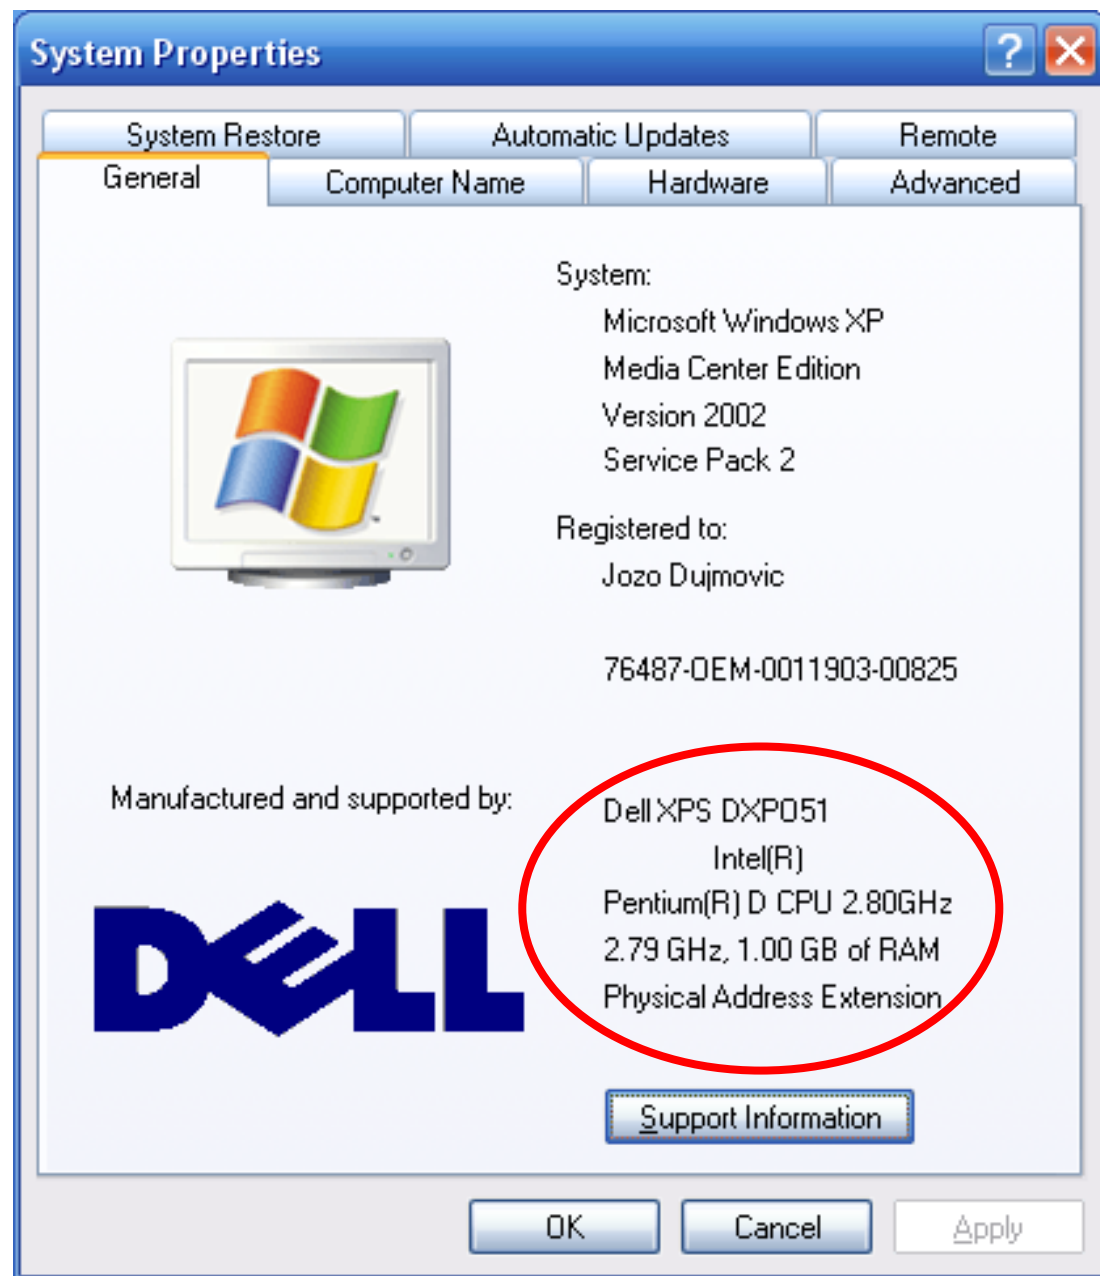 System Properties
?
System Restore
Automatic Updates
Remote
General
Computer Name
Hardware
Advanced
System:
Microsoft Windows XP
Media Center Edition
Version 2002
Service Pack 2
Registered to:
Jozo Dujmovic
76487-OEM-0011903-00825
Manufactured and supported by:
DELL
Dell XPS DXP051
Intel(R)
Pentium(R) D CPU 2.80GHz
2.79 GHz, 1.00 GB of RAM
Physical Address Extension
Support Information
OK
Cancel
Apply